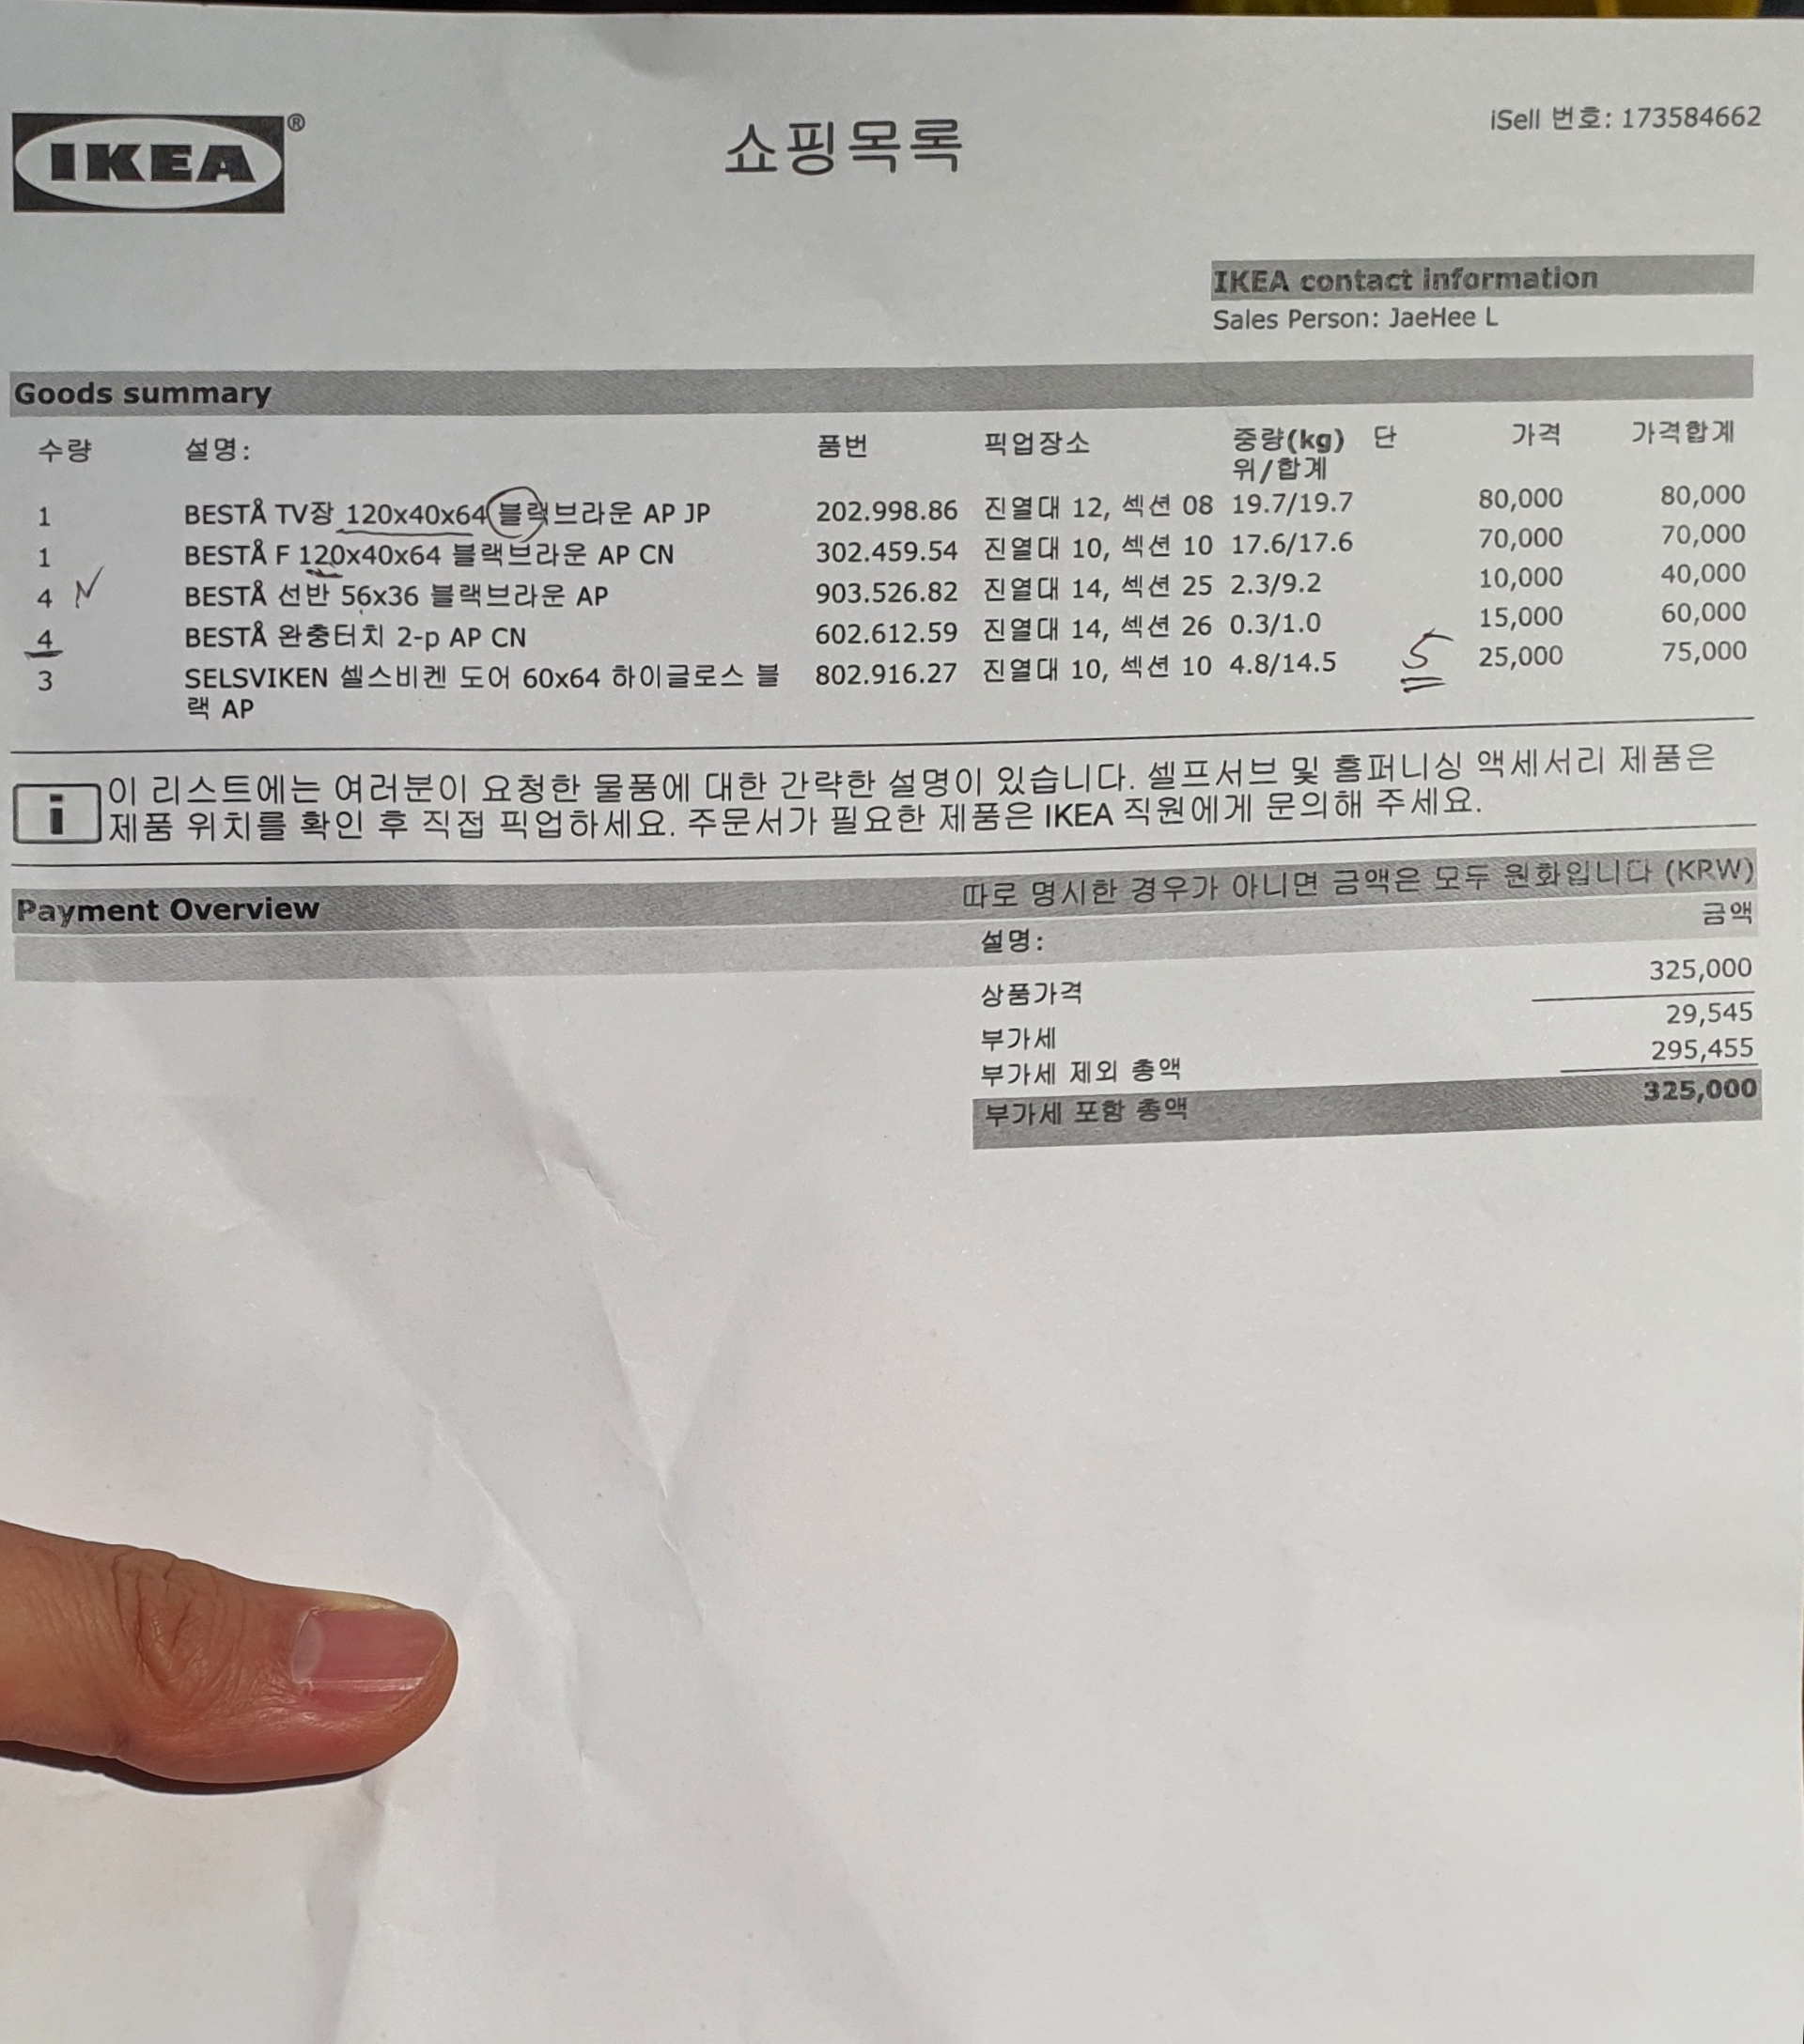 IKEA®
쇼핑목록
iSell 번호: 173584662
IKEA contact information
Sales Person: JaeHee L
Goods summary
수량 설명: 품번 픽업장소 중량(kg) 단 가격 가격합계
위/합계
1 BESTÅ TV장 120x40x64 블랙브라운 AP JP 202.998.86 진열대 12, 섹션 08 19.7/19.7 80,000 80,000
1 BESTÅ F 120x40x64 블랙브라운 AP CN 302.459.54 진열대 10, 섹션 10 17.6/17.6 70,000 70,000
4 BESTÅ 선반 56x36 블랙브라운 AP 903.526.82 진열대 14, 섹션 25 2.3/9.2 10,000 40,000
4 BESTÅ 완충터치 2-p AP CN 602.612.59 진열대 14, 섹션 26 0.3/1.0 15,000 60,000
3 SELSVIKEN 셀스비켄 도어 60x64 하이글로스 블 802.916.27 진열대 10, 섹션 10 4.8/14.5 5 25,000 75,000
랙 AP
i 이 리스트에는 여러분이 요청한 물품에 대한 간략한 설명이 있습니다. 셀프서브 및 홈퍼니싱 액세서리 제품은
제품 위치를 확인 후 직접 픽업하세요. 주문서가 필요한 제품은 IKEA 직원에게 문의해 주세요.
Payment Overview 따로 명시한 경우가 아니면 금액은 모두 원화입니다 (KRW)
설명: 금액
상품가격 325,000
부가세 29,545
부가세 제외 총액 295,455
부가세 포함 총액 325,000